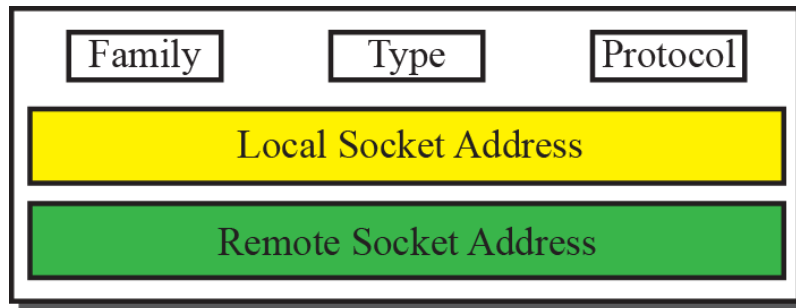 Family Type Protocol
Local Socket Address
Remote Socket Address